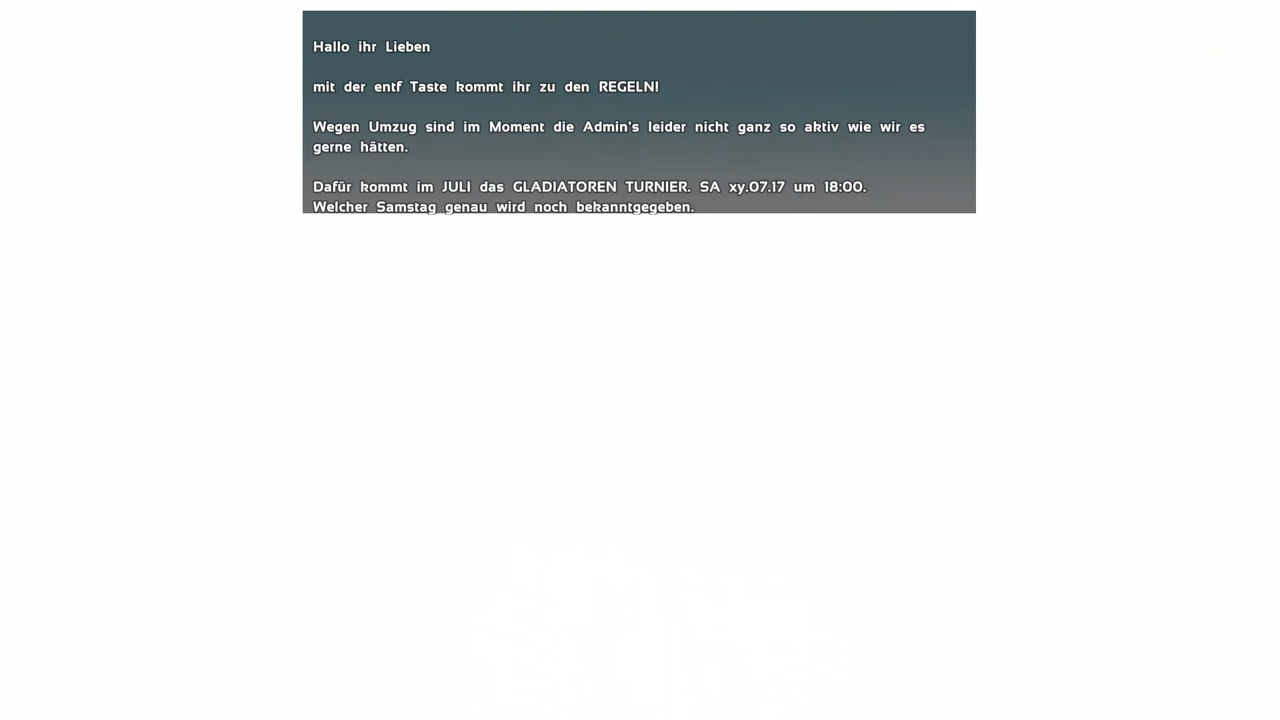 Hallo ihr Lieben
mit der entf Taste kommt ihr zu den REGELN!
Wegen Umzug sind im Moment die Admin's leider nicht ganz so aktiv wie wir es
gerne hätten.
Dafür kommt im JULI das GLADIATOREN TURNIER. SA xy.07.17 um 18:00.
Welcher Samstag genau wird noch bekanntgegeben.